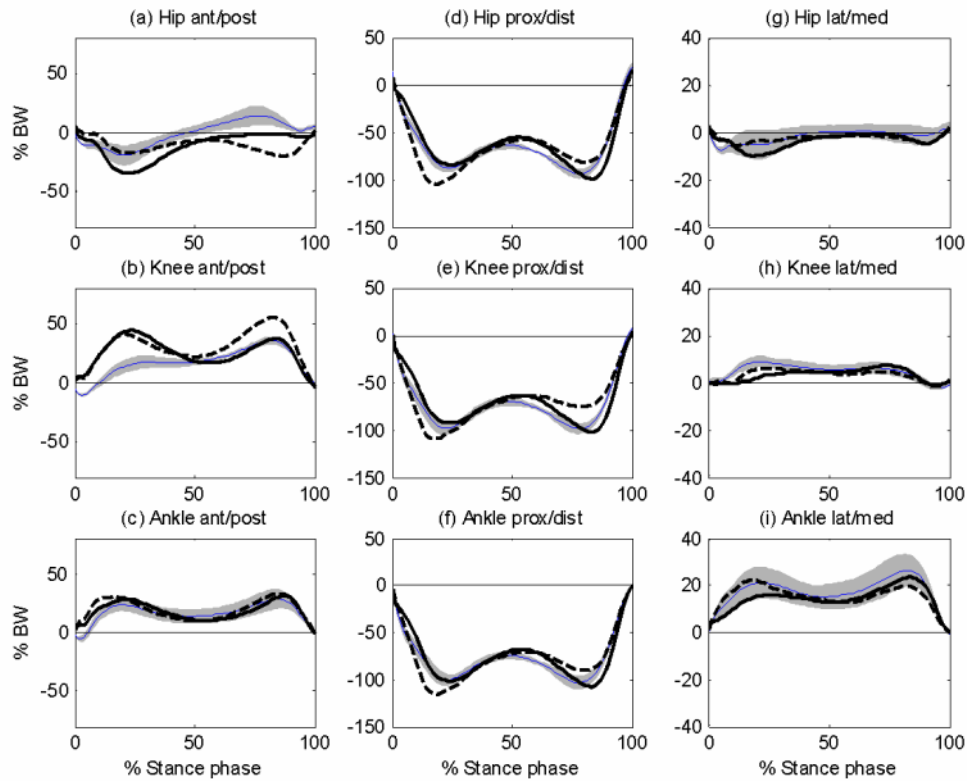 (a) Hip ant/post (d) Hip prox/dist (g) Hip lat/med
50 50 40
% BW 0 0 20
-50 -50 0
-100 -20
-150 -40
0 50 100 0 50 100 0 50 100
(b) Knee ant/post (e) Knee prox/dist (h) Knee lat/med
50 50 40
% BW 0 0 20
-50 -50 0
-100 -20
-150 -40
0 50 100 0 50 100 0 50 100
(c) Ankle ant/post (f) Ankle prox/dist (i) Ankle lat/med
50 50 40
% BW 0 0 20
-50 -50 0
-100 -20
-150 -40
0 50 100 0 50 100 0 50 100
% Stance phase % Stance phase % Stance phase